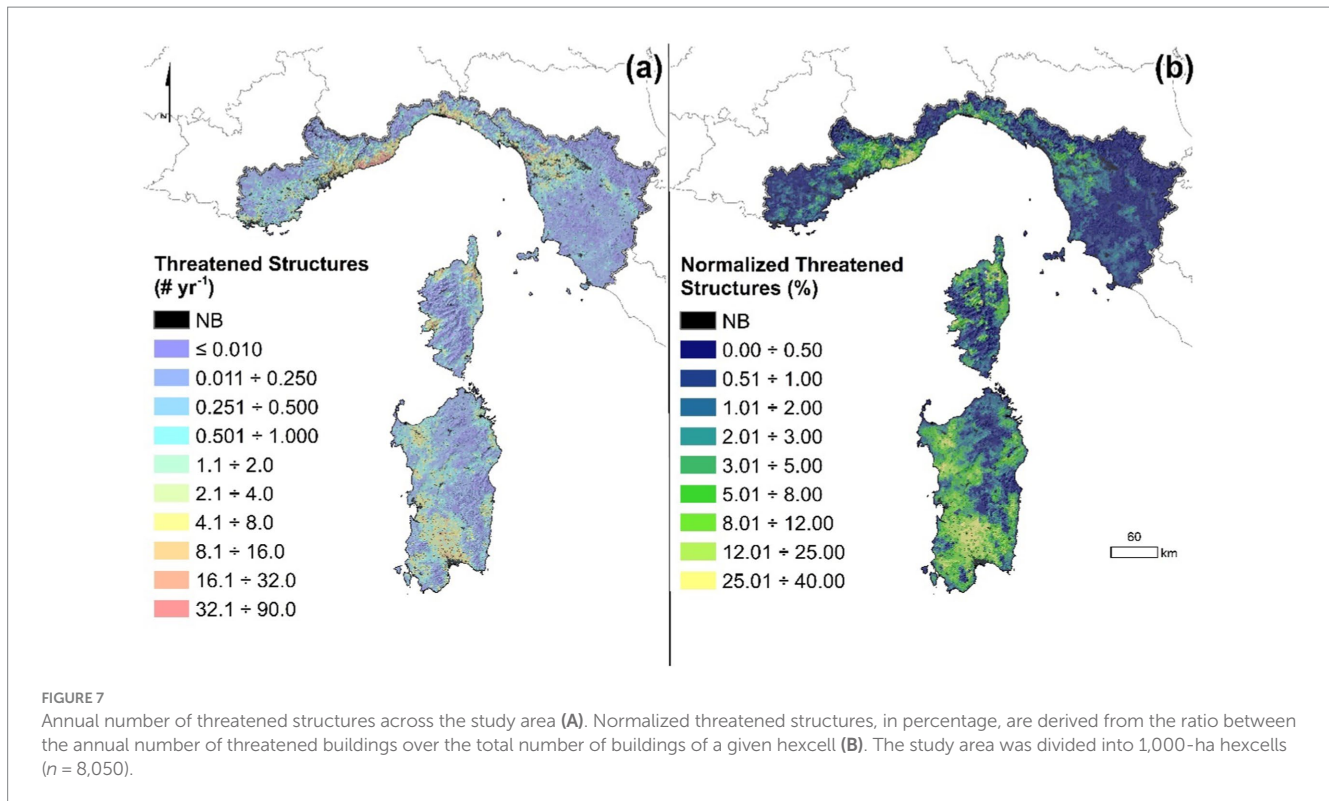 (a)
(b)
N
Threatened Structures
(# yr-1)
NB
≤ 0.010
0.011 ÷ 0.250
0.251 ÷ 0.500
0.501 ÷ 1.000
1.1 ÷ 2.0
2.1 ÷ 4.0
4.1 ÷ 8.0
8.1 ÷ 16.0
16.1 ÷ 32.0
32.1 ÷ 90.0
Normalized Threatened
Structures (%)
NB
0.00 ÷ 0.50
0.51 ÷ 1.00
1.01 ÷ 2.00
2.01 ÷ 3.00
3.01 ÷ 5.00
5.01 ÷ 8.00
8.01 ÷ 12.00
12.01 ÷ 25.00
25.01 ÷ 40.00
60
km
FIGURE 7
Annual number of threatened structures across the study area (A). Normalized threatened structures, in percentage, are derived from the ratio between
the annual number of threatened buildings over the total number of buildings of a given hexcell (B). The study area was divided into 1,000-ha hexcells
(n = 8,050).